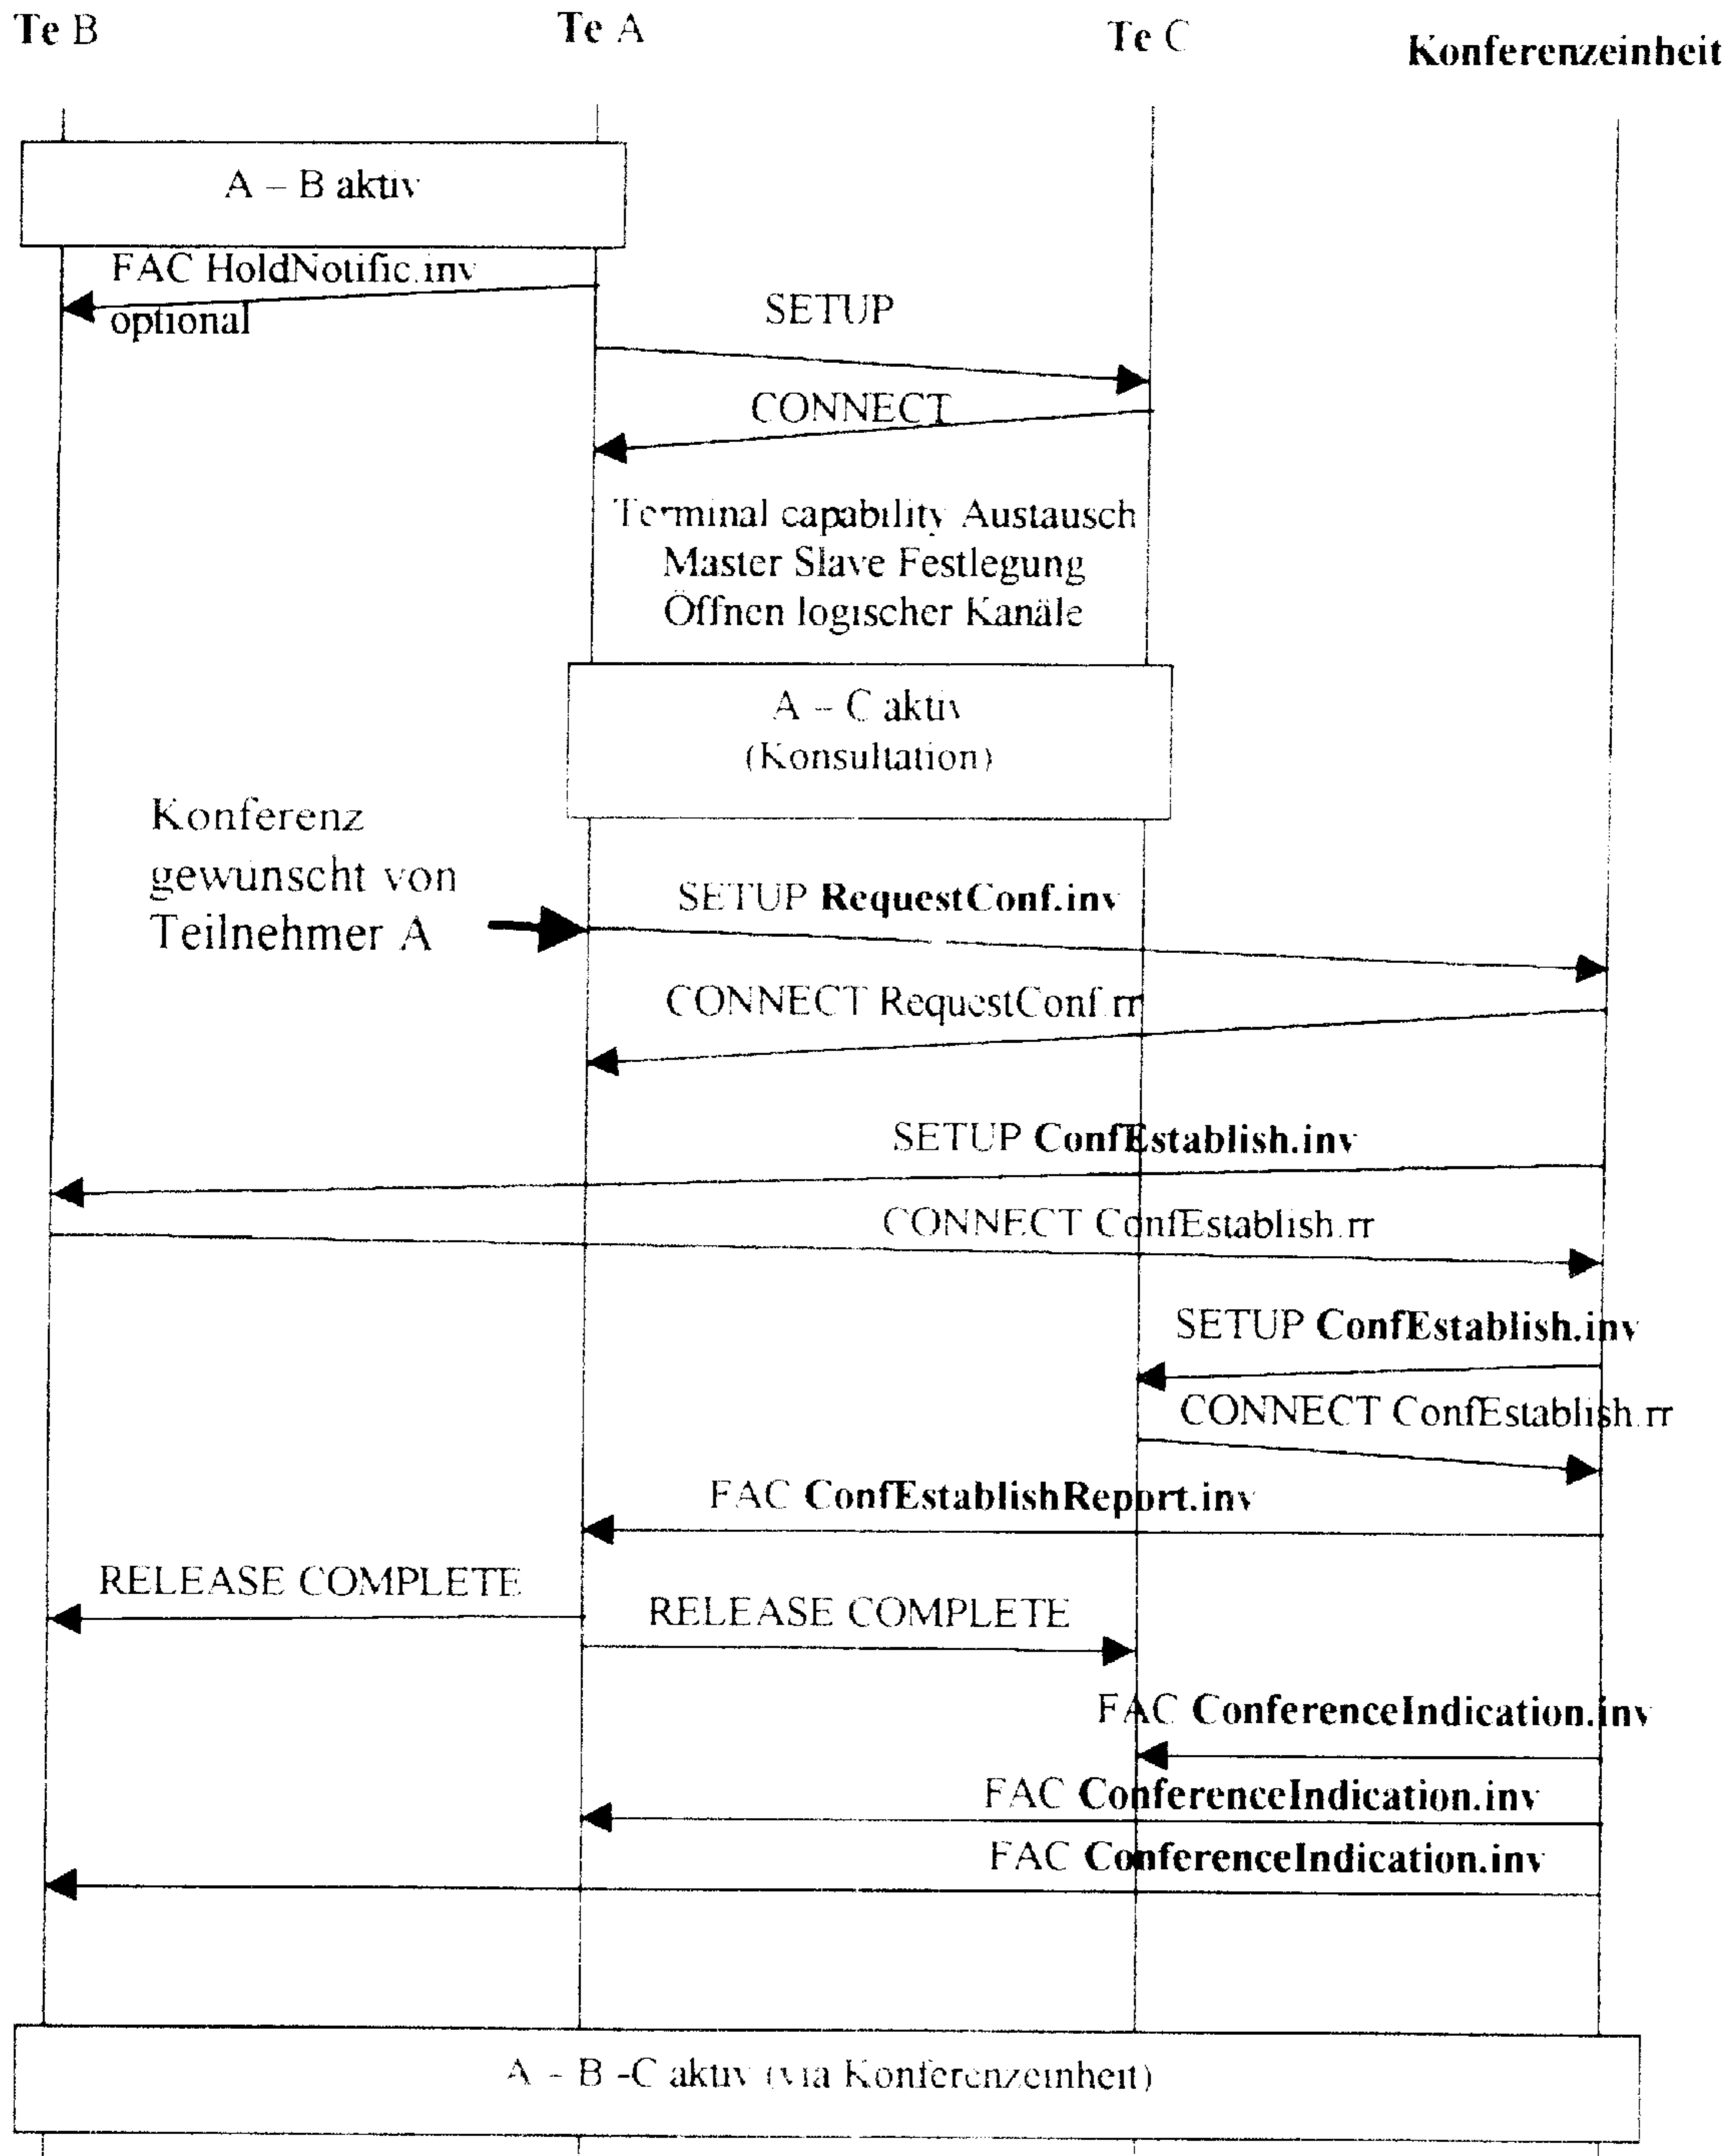 Te B
Te A
Te C
Konferenzeinheit
A – B aktiv
FAC HoldNotific.inv
optional
SETUP
CONNECT
Terminal capability Austausch
Master Slave Festlegung
Öffnen logischer Kanäle
A – C aktiv
(Konsultation)
Konferenz
gewünscht von
Teilnehmer A
SETUP RequestConf.inv
CONNECT RequestConf.rr
SETUP ConfEstablish.inv
CONNECT ConfEstablish.rr
SETUP ConfEstablish.inv
CONNECT ConfEstablish.rr
FAC ConfEstablishReport.inv
RELEASE COMPLETE
RELEASE COMPLETE
FAC ConferenceIndication.inv
FAC ConferenceIndication.inv
FAC ConferenceIndication.inv
A – B -C aktiv (via Konferenzeinheit)